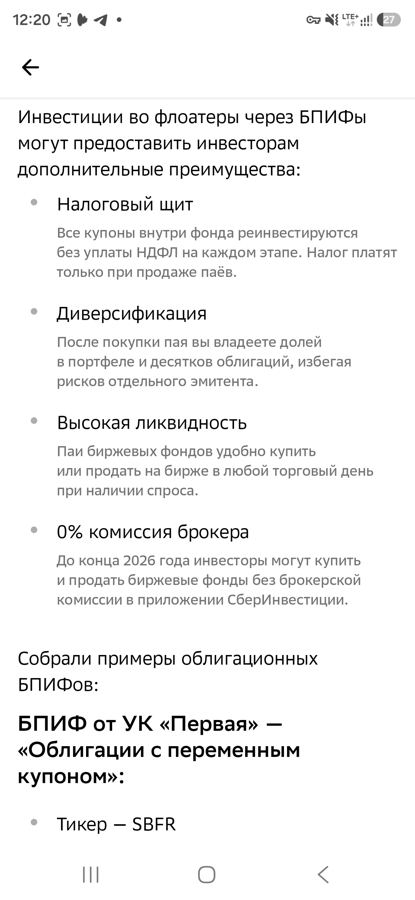 12:20
LTE+
27
Инвестиции во флоатеры через БПИФы
могут предоставить инвесторам
дополнительные преимущества:
Налоговый щит
Все купоны внутри фонда реинвестируются
без уплаты НДФЛ на каждом этапе. Налог платят
только при продаже паёв.
Диверсификация
После покупки пая вы владеете долей
в портфеле и десятков облигаций, избегая
рисков отдельного эмитента.
Высокая ликвидность
Паи биржевых фондов удобно купить
или продать на бирже в любой торговый день
при наличии спроса.
0% комиссия брокера
До конца 2026 года инвесторы могут купить
и продать биржевые фонды без брокерской
комиссии в приложении СберИнвестиции.
Собрали примеры облигационных
БПИФов:
БПИФ от УК «Первая» —
«Облигации с переменным
купоном»:
Тикер — SBFR